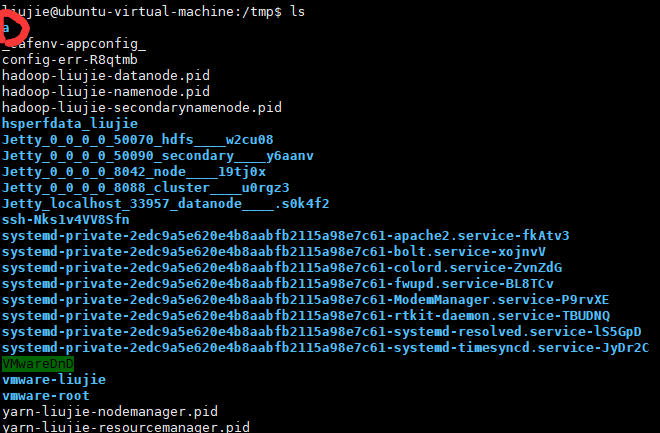 liujie@ubuntu-virtual-machine:/tmp$ ls
a
_cafenv-appconfig_
config-err-R8qtmb
hadoop-liujie-datanode.pid
hadoop-liujie-namenode.pid
hadoop-liujie-secondarynamenode.pid
hsperfdata_liujie
Jetty_0_0_0_0_50070_hdfs____w2cu08
Jetty_0_0_0_0_50090_secondary____y6aanv
Jetty_0_0_0_0_8042_node____19tj0x
Jetty_0_0_0_0_8088_cluster____u0rgz3
Jetty_localhost_33957_datanode____.s0k4f2
ssh-Nks1v4VV8Sfn
systemd-private-2edc9a5e620e4b8aabfb2115a98e7c61-apache2.service-fkAtv3
systemd-private-2edc9a5e620e4b8aabfb2115a98e7c61-bolt.service-xojnvV
systemd-private-2edc9a5e620e4b8aabfb2115a98e7c61-colord.service-ZvnZdG
systemd-private-2edc9a5e620e4b8aabfb2115a98e7c61-fwupd.service-BL8TCv
systemd-private-2edc9a5e620e4b8aabfb2115a98e7c61-ModemManager.service-P9rvXE
systemd-private-2edc9a5e620e4b8aabfb2115a98e7c61-rtkit-daemon.service-TBUDNQ
systemd-private-2edc9a5e620e4b8aabfb2115a98e7c61-systemd-resolved.service-lS5GpD
systemd-private-2edc9a5e620e4b8aabfb2115a98e7c61-systemd-timesyncd.service-JyDr2C
VMwareDnD
vmware-liujie
vmware-root
yarn-liujie-nodemanager.pid
yarn-liujie-resourcemanager.pid